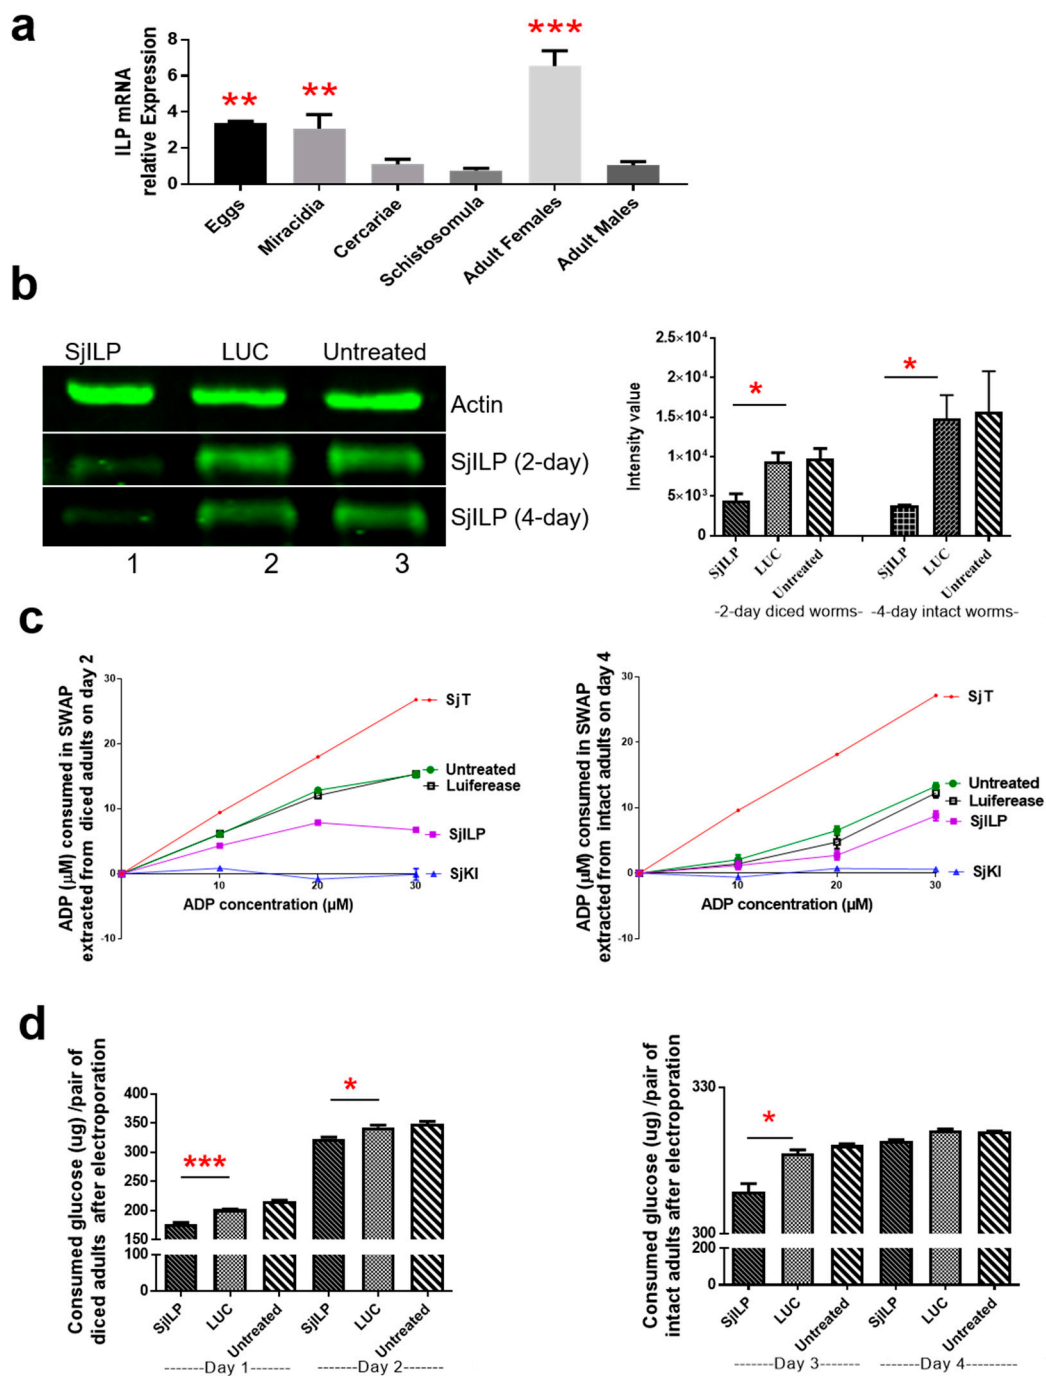 a
ILP mRNA
relative Expression
8
6
4
2
0
**
**
***
Eggs
Miracidia
Cercariae
Schistosomula
Adult Females
Adult Males
b
SjILP LUC Untreated
Actin
SjILP (2-day)
SjILP (4-day)
1 2 3
Intensity value
2.5×10⁴
2×10⁴
1.5×10⁴
1×10⁴
5×10³
0
*
*
SjILP
LUC
Untreated
SjILP
LUC
Untreated
-2-day diced worms- -4-day intact worms-
c
ADP (µM) consumed in SWAP
extracted from diced adults on day 2
30
20
10
0
-10
10 20 30
ADP concentration (µM)
SjT
Untreated
Luiferease
SjILP
SjKI
ADP (µM) consumed in SWAP
extracted from intact adults on day 4
30
20
10
0
-10
10 20 30
ADP concentration (µM)
SjT
Untreated
Luiferease
SjILP
SjKI
d
Consumed glucose (ug) /pair of
diced adults after electroporation
400
350
300
250
200
150
100
0
***
*
SjILP
LUC
Untreated
SjILP
LUC
Untreated
-------Day 1-------- -------Day 2--------
Consumed glucose (ug) /pair of
intact adults after electroporation
330
300
200
0
*
SjILP
LUC
Untreated
SjILP
LUC
Untreated
-------Day 3-------- -------Day 4--------